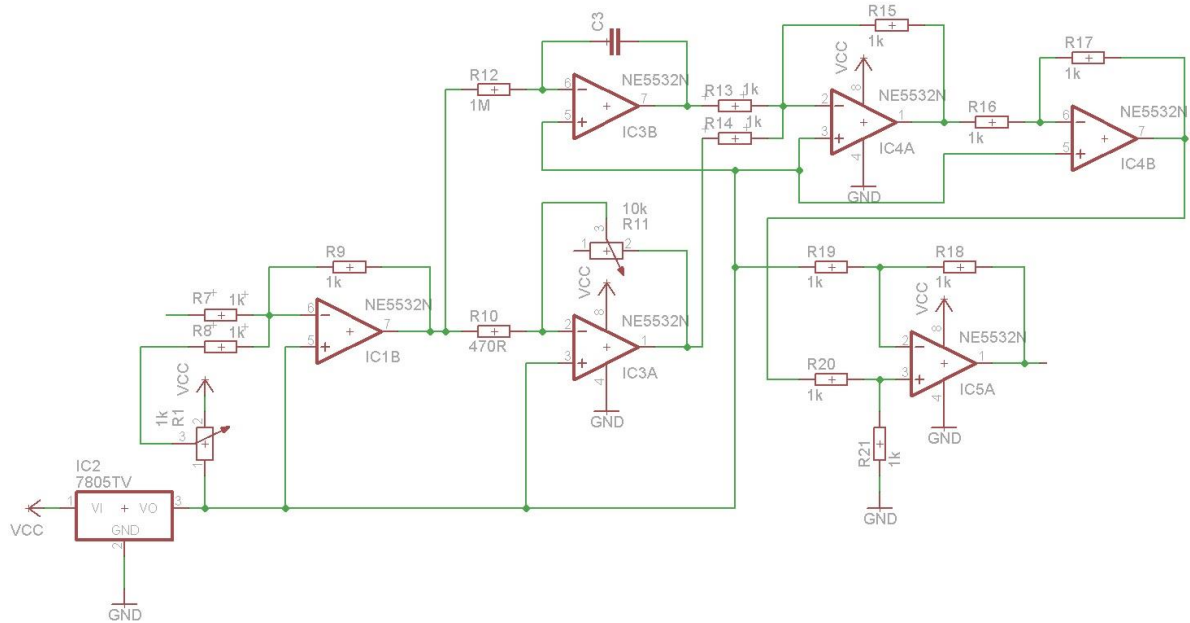 C3
R15
1k
R12
1M
6
5
7
NE5532N
IC3B
R13
1k
R14
1k
VCC
8
2
3
1
4
NE5532N
IC4A
GND
R16
1k
R17
1k
6
5
7
NE5532N
IC4B
10k
R11
1
3
2
R9
1k
R7
1k
R8
1k
6
5
7
NE5532N
IC1B
R10
470R
VCC
8
2
3
1
4
NE5532N
IC3A
GND
R19
1k
R18
1k
VCC
8
2
3
1
4
NE5532N
IC5A
GND
R20
1k
R21
1k
GND
VCC
1k
R1
2
3
1
IC2
7805TV
1
VI
VO
3
GND
2
VCC
GND